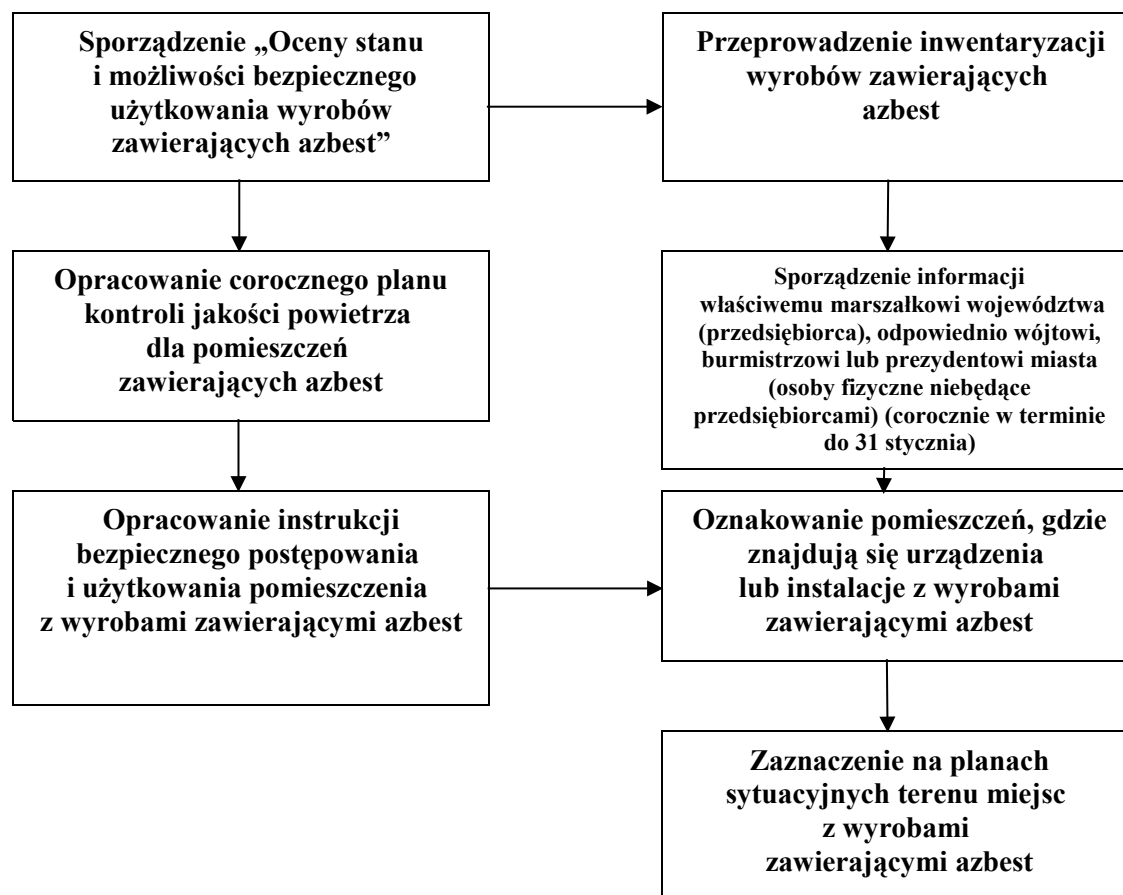 Sporządzenie „Oceny stanu
i możliwości bezpiecznego
użytkowania wyrobów
zawierających azbest”
Przeprowadzenie inwentaryzacji
wyrobów zawierających
azbest
Opracowanie corocznego planu
kontroli jakości powietrza
dla pomieszczeń
zawierających azbest
Sporządzenie informacji
właściwemu marszałkowi województwa
(przedsiębiorca), odpowiednio wójtowi,
burmistrzowi lub prezydentowi miasta
(osoby fizyczne niebędące
przedsiębiorcami) (corocznie w terminie
do 31 stycznia)
Opracowanie instrukcji
bezpiecznego postępowania
i użytkowania pomieszczenia
z wyrobami zawierającymi azbest
Oznakowanie pomieszczeń, gdzie
znajdują się urządzenia
lub instalacje z wyrobami
zawierającymi azbest
Zaznaczenie na planach
sytuacyjnych terenu miejsc
z wyrobami
zawierającymi azbest